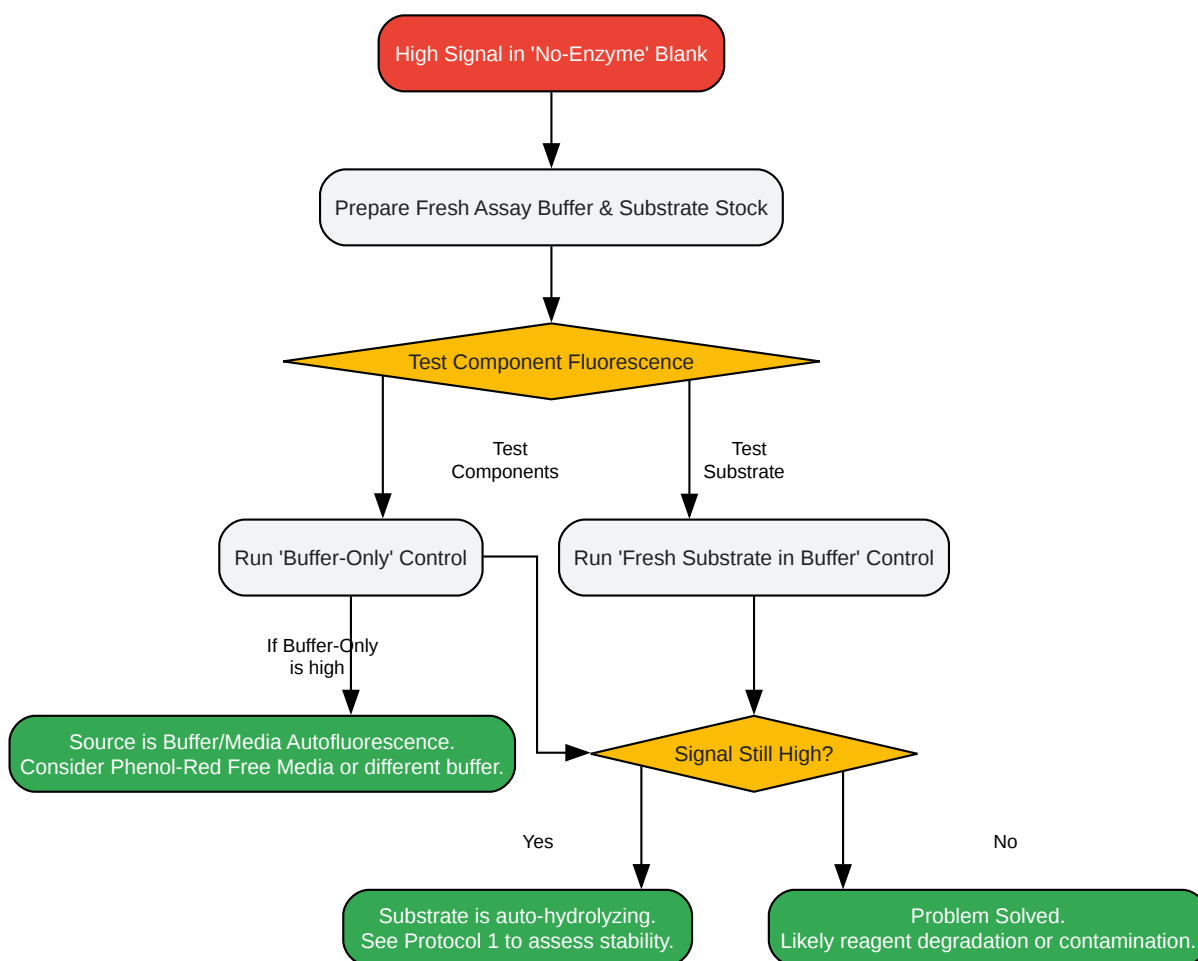 High Signal in 'No-Enzyme' Blank
Prepare Fresh Assay Buffer & Substrate Stock
Test Component Fluorescence
Test
Components
Test
Substrate
Run 'Buffer-Only' Control
Run 'Fresh Substrate in Buffer' Control
If Buffer-Only
is high
Source is Buffer/Media Autofluorescence.
Consider Phenol-Red Free Media or different buffer.
Signal Still High?
Yes
No
Substrate is auto-hydrolyzing.
See Protocol 1 to assess stability.
Problem Solved.
Likely reagent degradation or contamination.